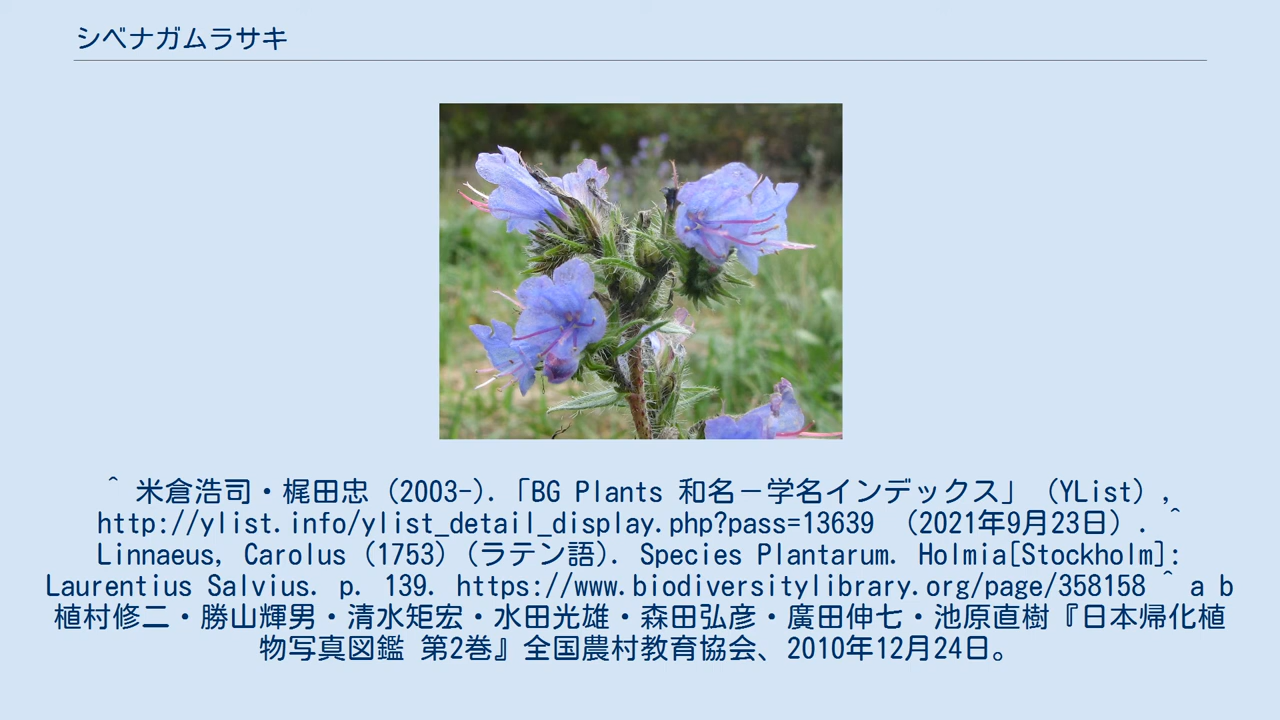 シベナガムラサキ
^ 米倉浩司・梶田忠 (2003-).「BG Plants 和名－学名インデックス」（YList）,
http://ylist.info/ylist_detail_display.php?pass=13639 （2021年9月23日）. ^
Linnaeus, Carolus (1753) (ラテン語). Species Plantarum. Holmia[Stockholm]:
Laurentius Salvius. p. 139. https://www.biodiversitylibrary.org/page/358158 ^ a b
植村修二・勝山輝男・清水矩宏・水田光雄・森田弘彦・廣田伸七・池原直樹『日本帰化植
物写真図鑑 第2巻』全国農村教育協会、2010年12月24日。